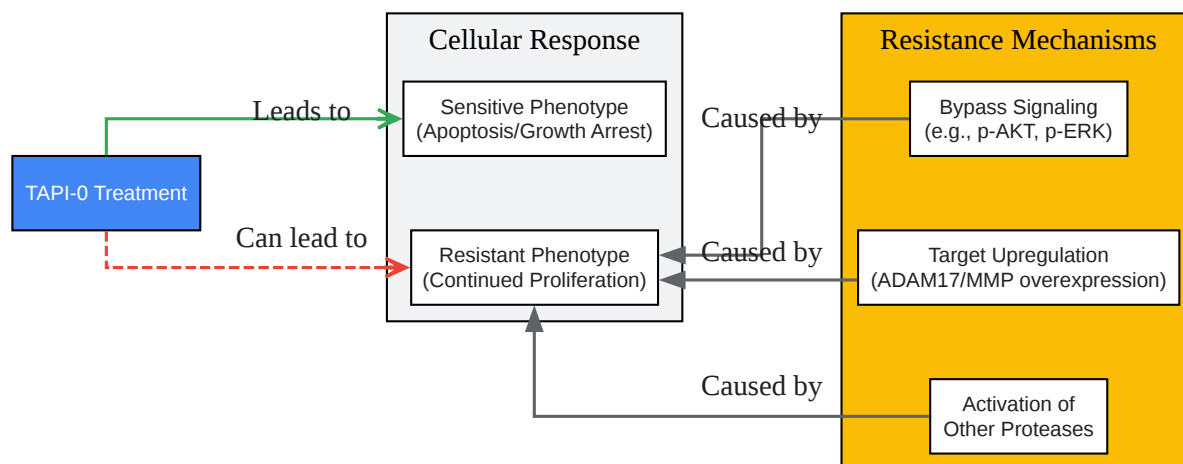 Cellular Response
Resistance Mechanisms
Leads to
Sensitive Phenotype
(Apoptosis/Growth Arrest)
Caused by
Bypass Signaling
(e.g., p-AKT, p-ERK)
TAPI-0 Treatment
Can lead to
Resistant Phenotype
(Continued Proliferation)
Caused by
Target Upregulation
(ADAM17/MMP overexpression)
Caused by
Activation of
Other Proteases